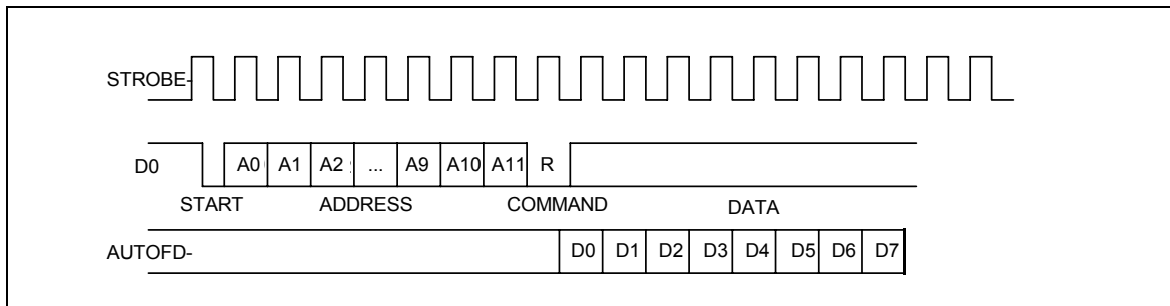 STROBE-
D0 A0 A1 A2 ... A9 A10 A11 R
START ADDRESS COMMAND DATA
AUTOFD- D0 D1 D2 D3 D4 D5 D6 D7